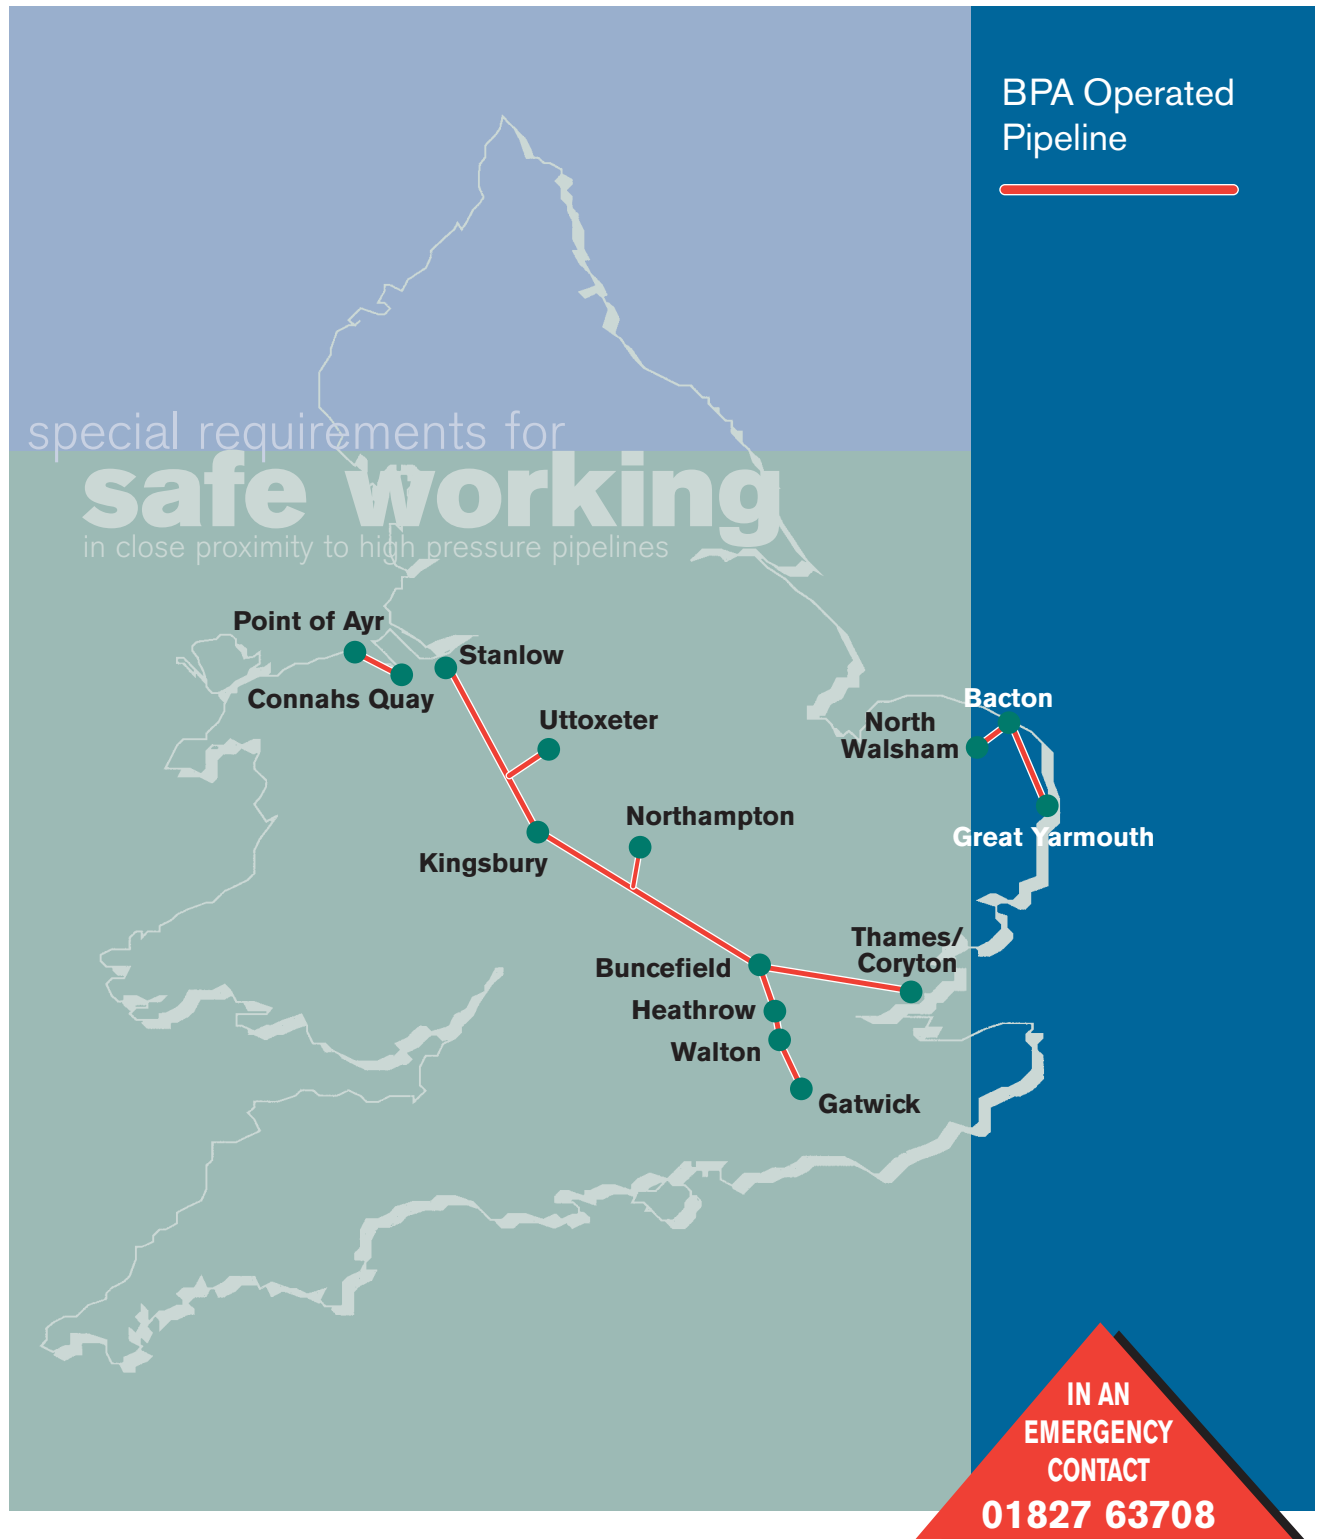 BPA Operated
Pipeline
special requirements for
safe working
in close proximity to high pressure pipelines
Point of Ayr
Connahs Quay
Stanlow
Uttoxeter
Bacton
North
Walsham
Great Yarmouth
Northampton
Kingsbury
Thames/
Coryton
Buncefield
Heathrow
Walton
Gatwick
IN AN
EMERGENCY
CONTACT
01827 63708